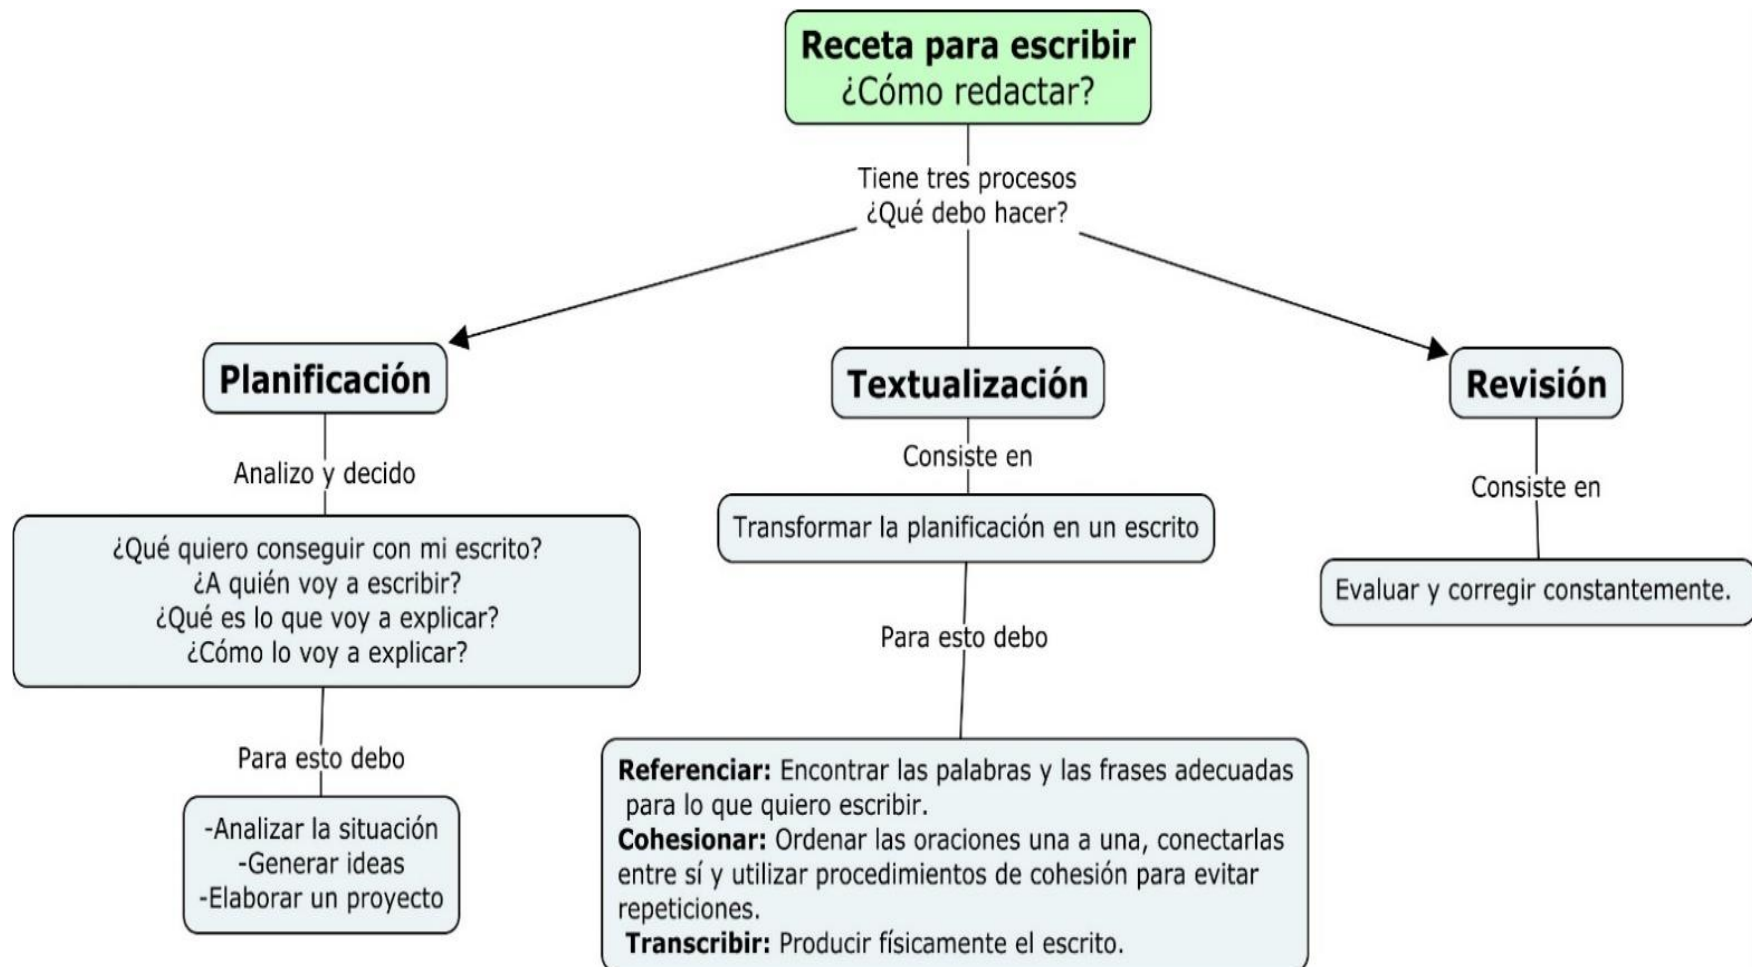 Receta para escribir
¿Cómo redactar?
Tiene tres procesos
¿Qué debo hacer?
Planificación
Analizo y decido
¿Qué quiero conseguir con mi escrito?
¿A quién voy a escribir?
¿Qué es lo que voy a explicar?
¿Cómo lo voy a explicar?
Para esto debo
-Analizar la situación
-Generar ideas
-Elaborar un proyecto
Textualización
Consiste en
Transformar la planificación en un escrito
Para esto debo
Referenciar: Encontrar las palabras y las frases adecuadas
para lo que quiero escribir.
Cohesionar: Ordenar las oraciones una a una, conectarlas
entre sí y utilizar procedimientos de cohesión para evitar
repeticiones.
Transcribir: Producir físicamente el escrito.
Revisión
Consiste en
Evaluar y corregir constantemente.